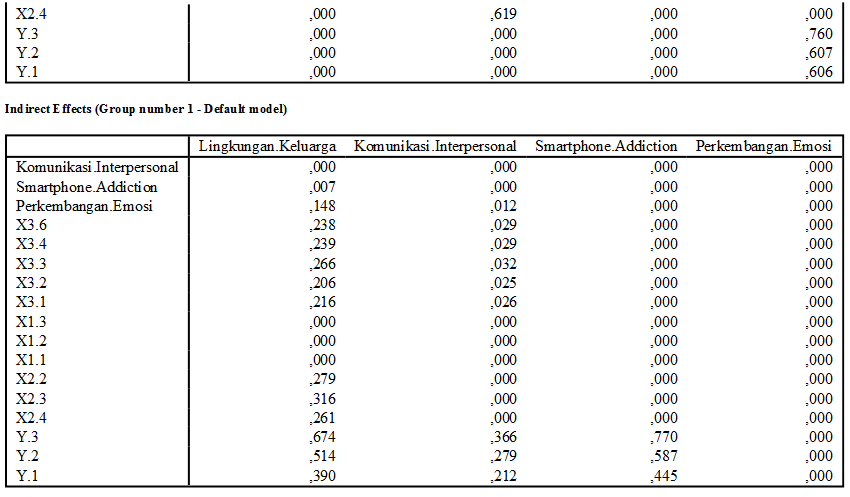 X2.4 ,000 ,619 ,000 ,000
Y.3 ,000 ,000 ,000 ,760
Y.2 ,000 ,000 ,000 ,607
Y.1 ,000 ,000 ,000 ,606
Indirect Effects (Group number 1 - Default model)
Lingkungan.Keluarga Komunikasi.Interpersonal Smartphone.Addiction Perkembangan.Emosi
Komunikasi.Interpersonal ,000 ,000 ,000 ,000
Smartphone.Addiction ,007 ,000 ,000 ,000
Perkembangan.Emosi ,148 ,012 ,000 ,000
X3.6 ,238 ,029 ,000 ,000
X3.4 ,239 ,029 ,000 ,000
X3.3 ,266 ,032 ,000 ,000
X3.2 ,206 ,025 ,000 ,000
X3.1 ,216 ,026 ,000 ,000
X1.3 ,000 ,000 ,000 ,000
X1.2 ,000 ,000 ,000 ,000
X1.1 ,000 ,000 ,000 ,000
X2.2 ,279 ,000 ,000 ,000
X2.3 ,316 ,000 ,000 ,000
X2.4 ,261 ,000 ,000 ,000
Y.3 ,674 ,366 ,770 ,000
Y.2 ,514 ,279 ,587 ,000
Y.1 ,390 ,212 ,445 ,000